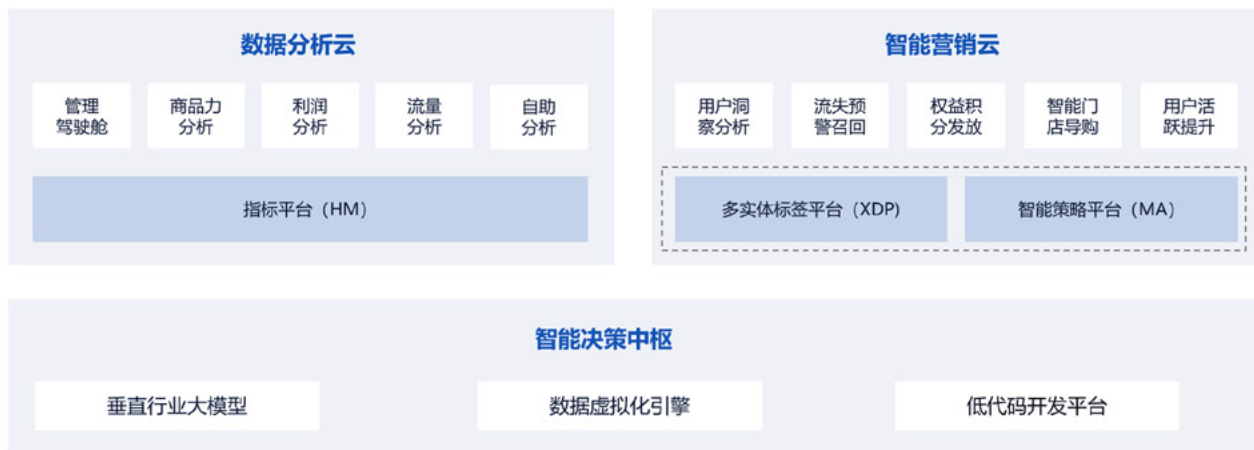 数据分析云
管理
驾驶舱
商品力
分析
利润
分析
流量
分析
自助
分析
指标平台（HM）
智能营销云
用户洞
察分析
流失预
警召回
权益积
分发放
智能门
店导购
用户活
跃提升
多实体标签平台（XDP)
智能策略平台（MA）
智能决策中枢
垂直行业大模型
数据虚拟化引擎
低代码开发平台